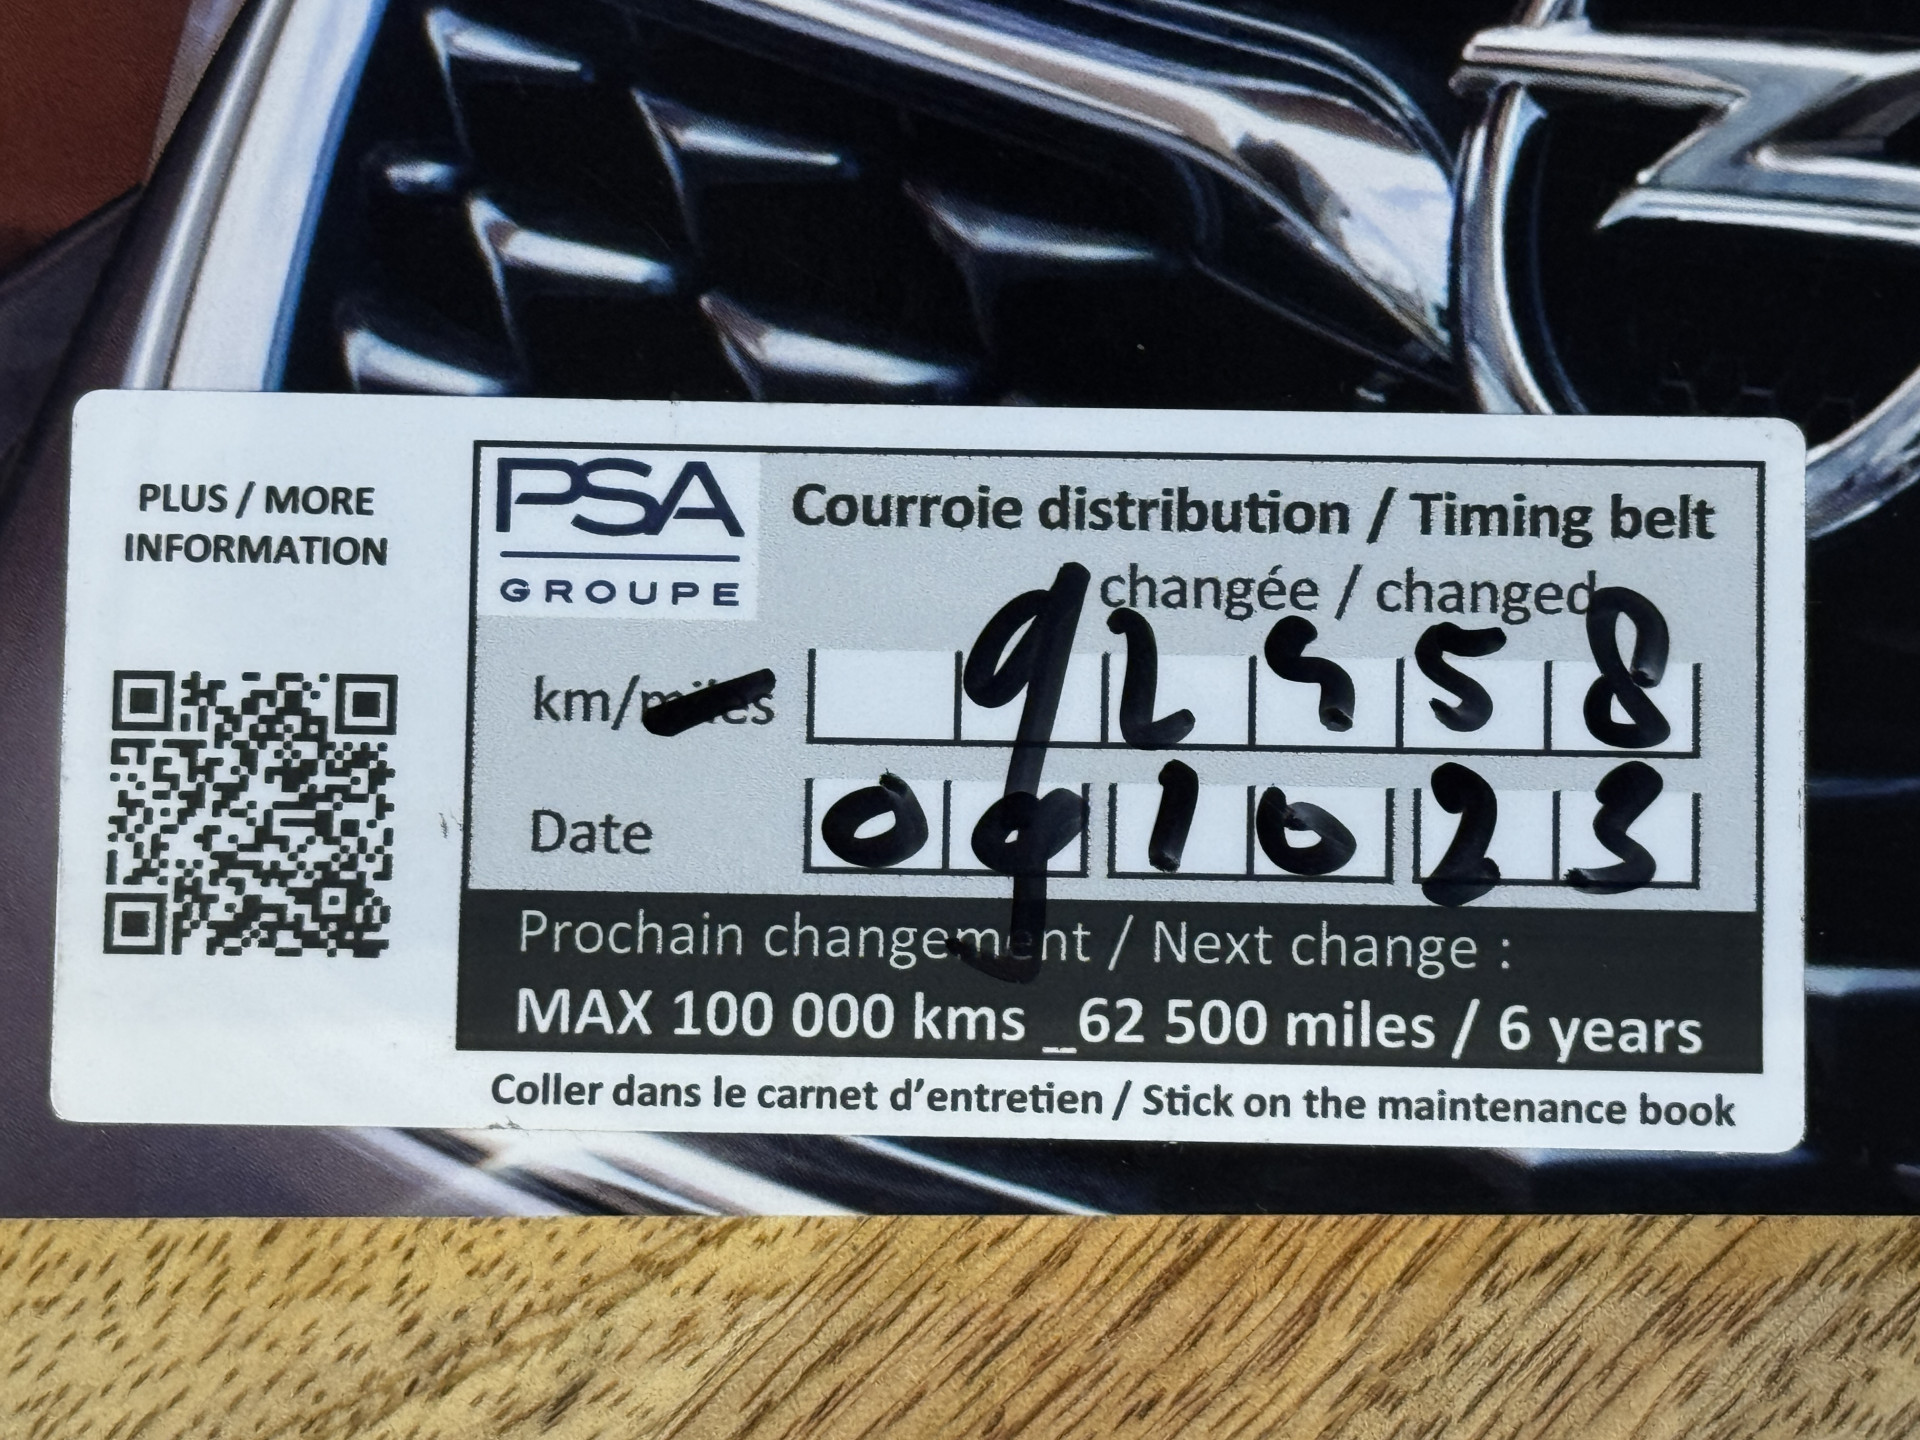 PLUS / MORE
INFORMATION
PSA
GROUPE
Courroie distribution / Timing belt
changée / changed
km/miles 92458
Date 091023
Prochain changement / Next change :
MAX 100 000 kms __62 500 miles / 6 years
Coller dans le carnet d’entretien / Stick on the maintenance book